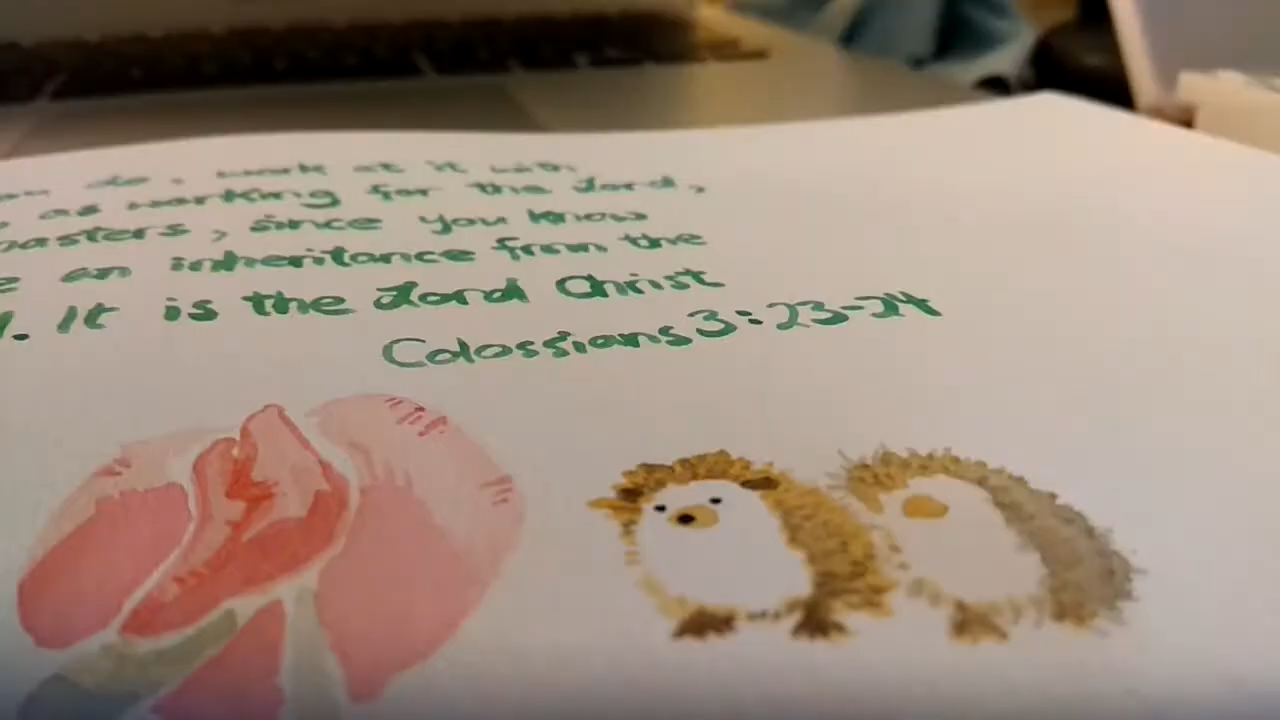 do, work at it with
as working for the Lord,
masters, since you know
an inheritance from the
. It is the Lord Christ
Colossians 3:23-24